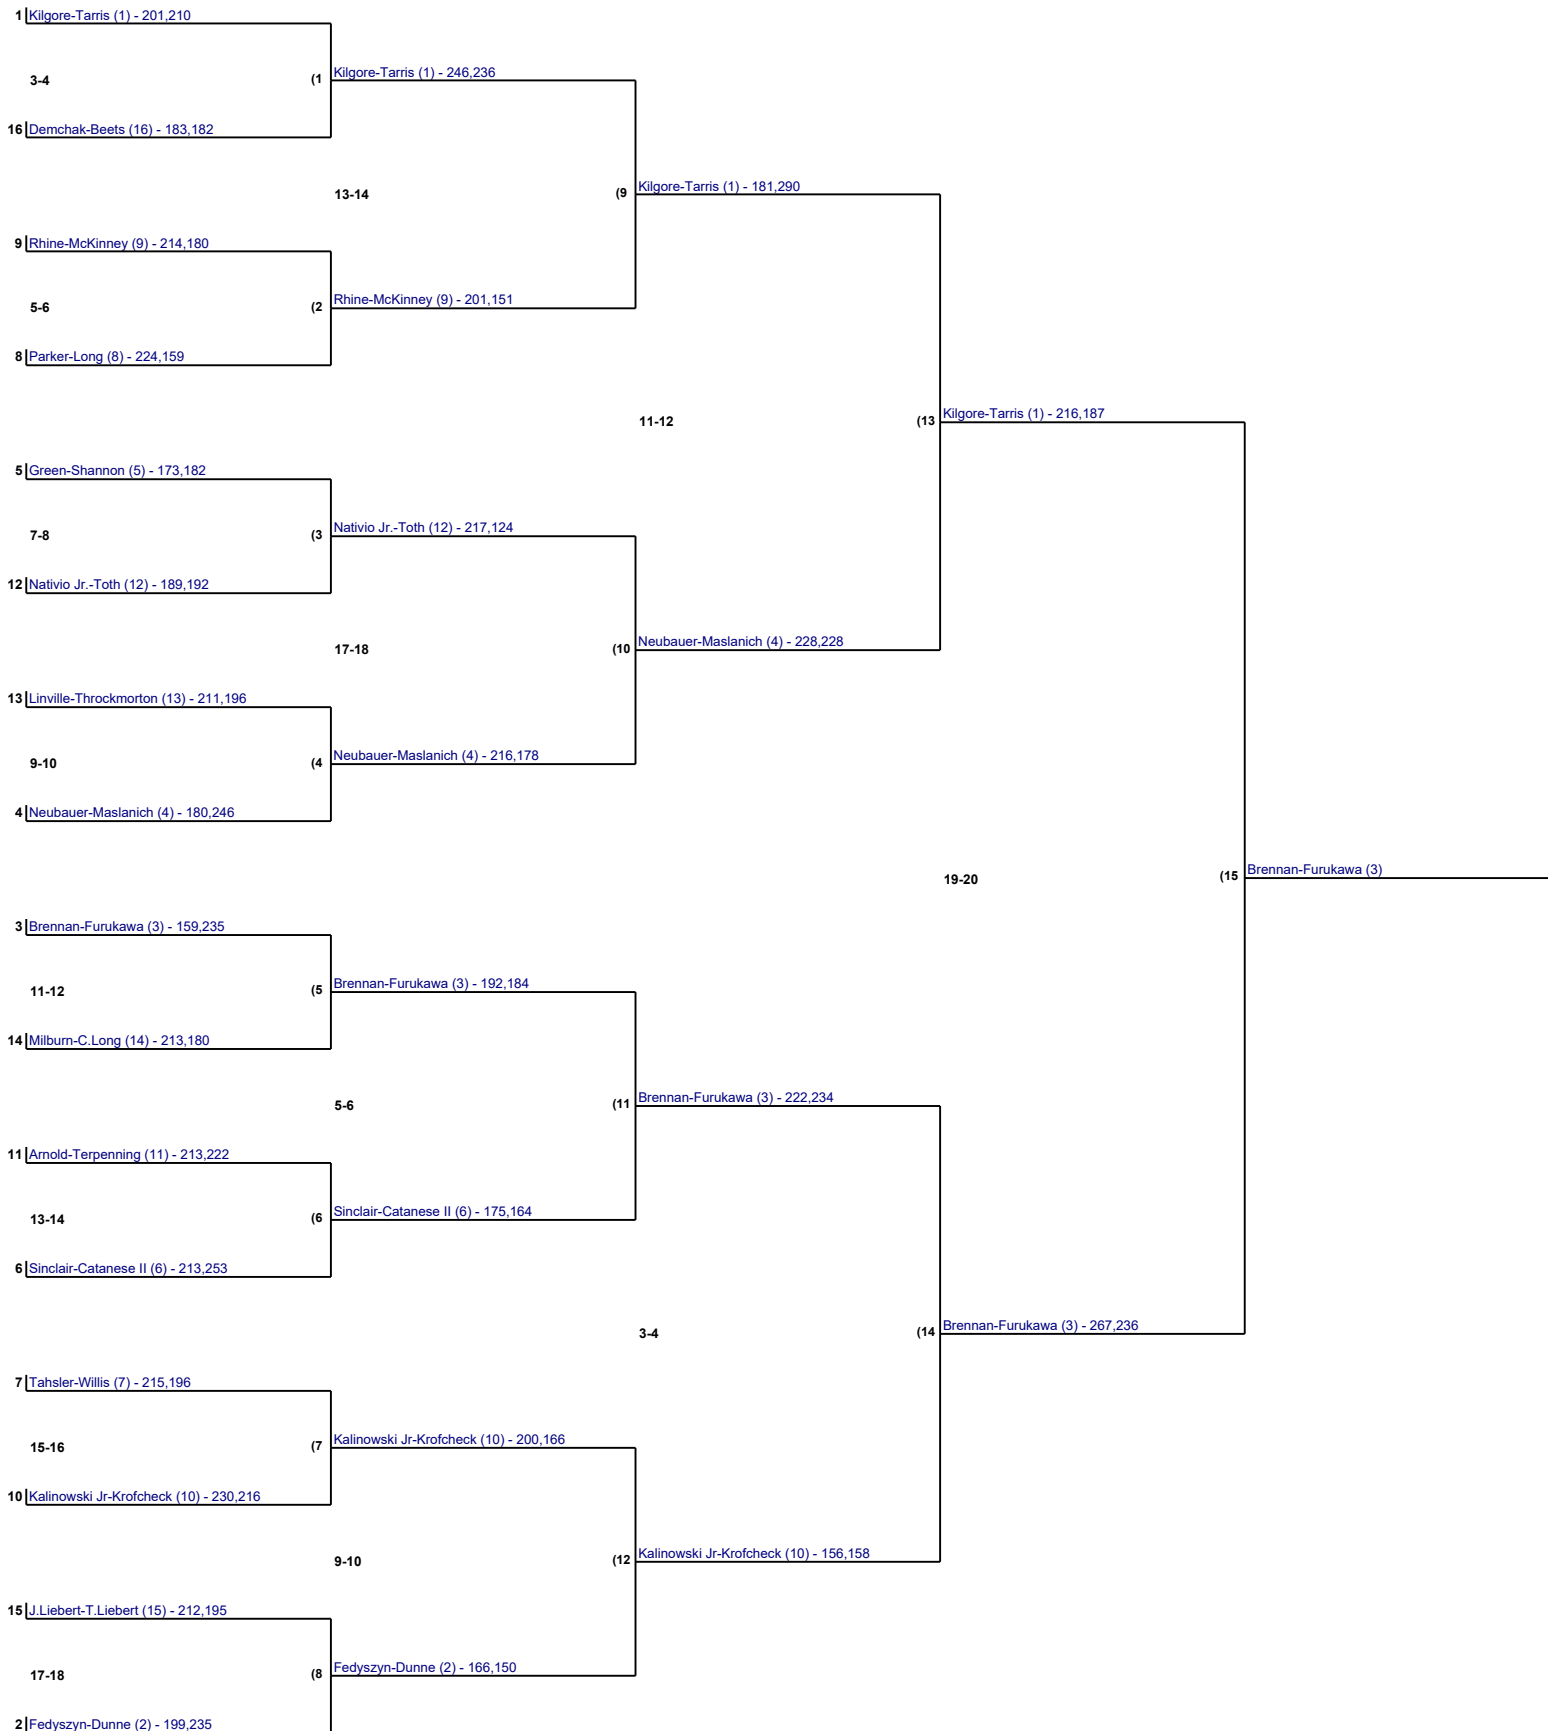 1 Kilgore-Tarris (1) - 201,210
Kilgore-Tarris (1) - 246,236
3-4 (1
16 Demchak-Beets (16) - 183,182
Kilgore-Tarris (1) - 181,290
13-14 (9
9 Rhine-McKinney (9) - 214,180
Rhine-McKinney (9) - 201,151
5-6 (2
8 Parker-Long (8) - 224,159
Kilgore-Tarris (1) - 216,187
11-12 (13
5 Green-Shannon (5) - 173,182
Nativio Jr.-Toth (12) - 217,124
7-8 (3
12 Nativio Jr.-Toth (12) - 189,192
Neubauer-Maslanich (4) - 228,228
17-18 (10
13 Linville-Throckmorton (13) - 211,196
Neubauer-Maslanich (4) - 216,178
9-10 (4
4 Neubauer-Maslanich (4) - 180,246
Brennan-Furukawa (3)
19-20 (15
3 Brennan-Furukawa (3) - 159,235
Brennan-Furukawa (3) - 192,184
11-12 (5
14 Milburn-C.Long (14) - 213,180
Brennan-Furukawa (3) - 222,234
5-6 (11
11 Arnold-Terpenning (11) - 213,222
Sinclair-Catanese II (6) - 175,164
13-14 (6
6 Sinclair-Catanese II (6) - 213,253
Brennan-Furukawa (3) - 267,236
3-4 (14
7 Tahsler-Willis (7) - 215,196
Kalinowski Jr-Krofcheck (10) - 200,166
15-16 (7
10 Kalinowski Jr-Krofcheck (10) - 230,216
Kalinowski Jr-Krofcheck (10) - 156,158
9-10 (12
15 J.Liebert-T.Liebert (15) - 212,195
Fedyszyn-Dunne (2) - 166,150
17-18 (8
2 Fedyszyn-Dunne (2) - 199,235